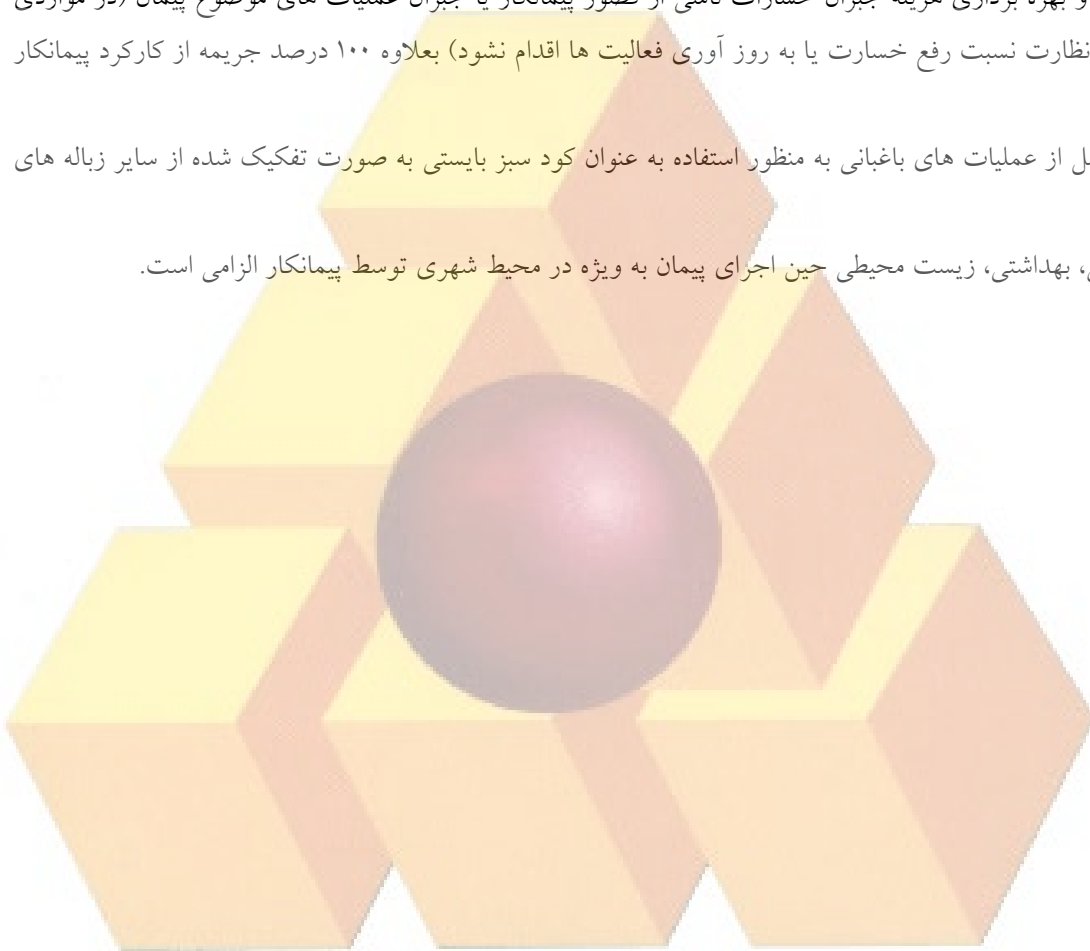 و بهره برداری هزینه جبران خسارات ناشی از قصور پیمانکار یا جبران عملیات های موضوع پیمان (در مواردی
نظارت نسبت رفع خسارت یا به روز آوری فعالیت ها اقدام نشود) بعلاوه ۱۰۰ درصد جریمه از کارکرد پیمانکار
از عملیات های باغبانی به منظور استفاده به عنوان کود سبز بایستی به صورت تفکیک شده از سایر زباله های
، بهداشتی، زیست محیطی حین اجرای پیمان به ویژه در محیط شهری توسط پیمانکار الزامی است.